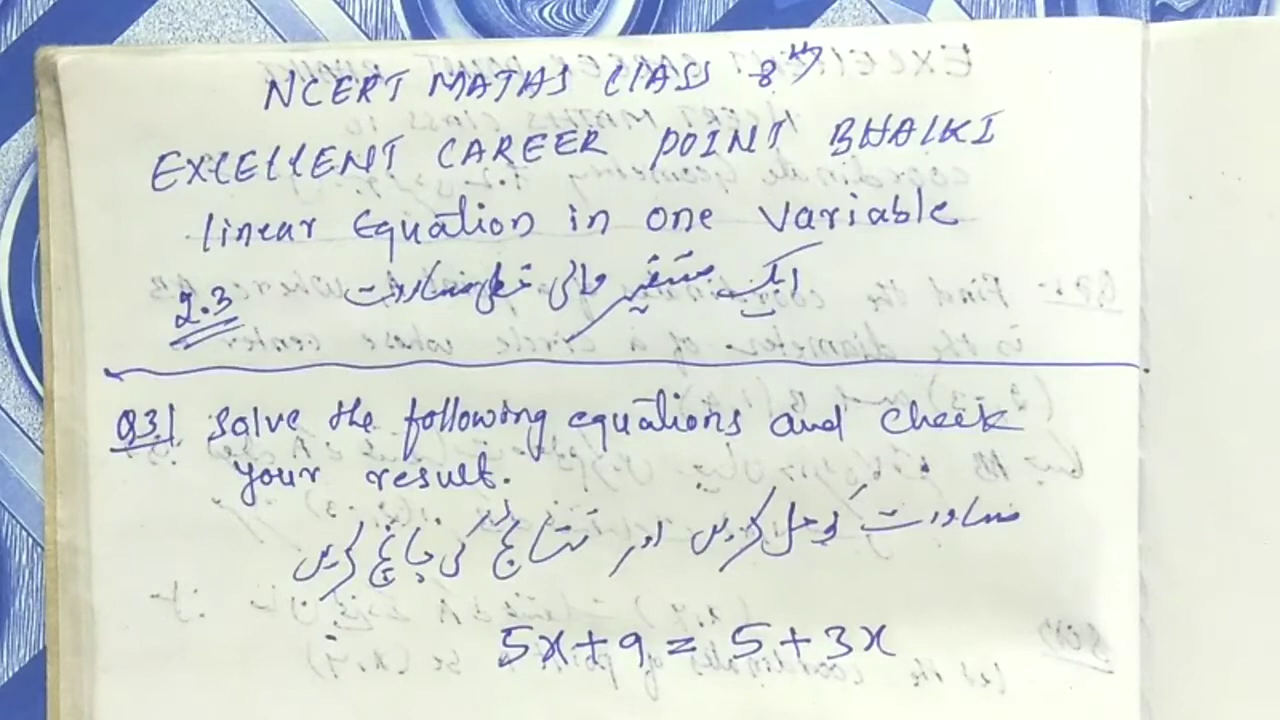 NCERT MATHS CLASS 8th
EXCELLENT CAREER POINT BHALKI
linear Equation in one variable
ایک متغیر والی خطی مساوات
2.3
Q3| Solve the following equations and check
your result.
مساوات کو حل کریں اور نتائج کی جانچ کریں
5x+9=5+3x